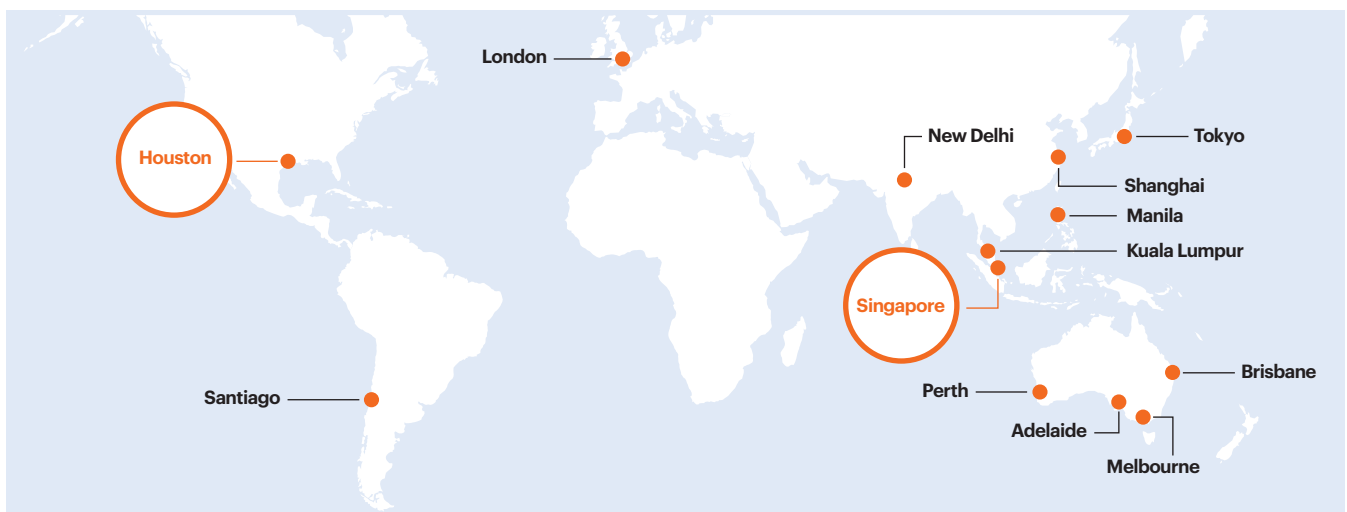 London
New Delhi
Tokyo
Houston
Shanghai
Manila
Kuala Lumpur
Singapore
Brisbane
Perth
Santiago
Adelaide
Melbourne